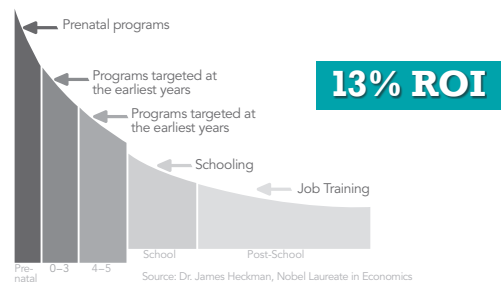 Prenatal programs
Programs targeted at
the earliest years
13% ROI
Programs targeted at
the earliest years
Schooling
Job Training
School
Post-School
Pre-
natal
0–3
4–5
Source: Dr. James Heckman, Nobel Laureate in Economics